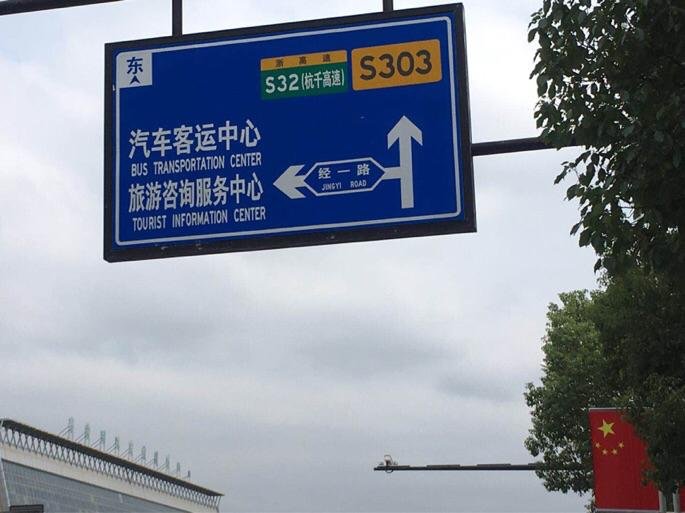 东
浙高速
S32(杭千高速)
S303
汽车客运中心
BUS TRANSPORTATION CENTER
旅游咨询服务中心
TOURIST INFORMATION CENTER
经一路
JINGYI ROAD